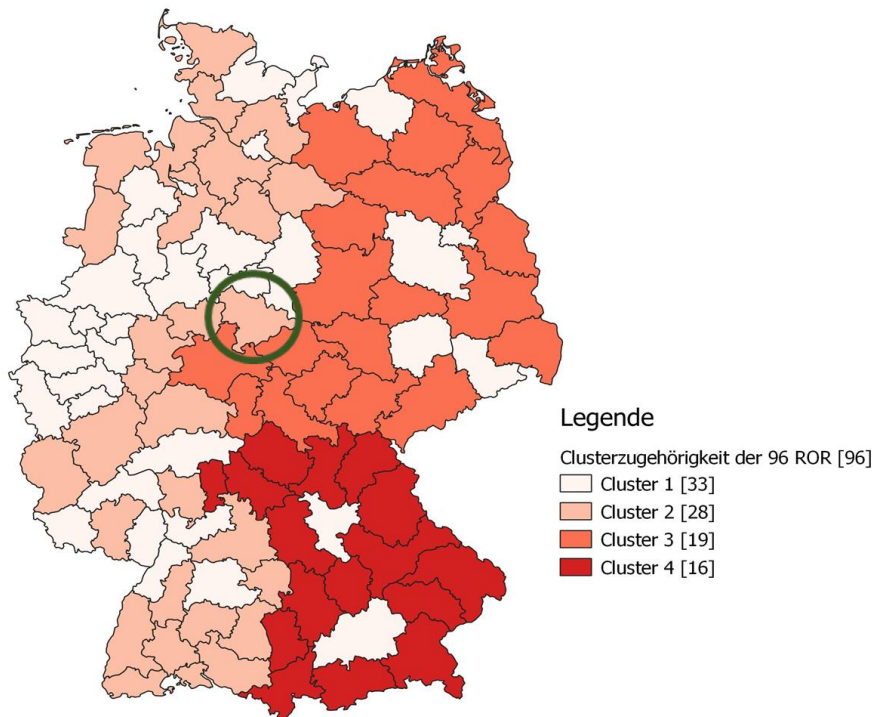 Legende
Clusterzugehörigkeit der 96 ROR [96]
Cluster 1 [33]
Cluster 2 [28]
Cluster 3 [19]
Cluster 4 [16]